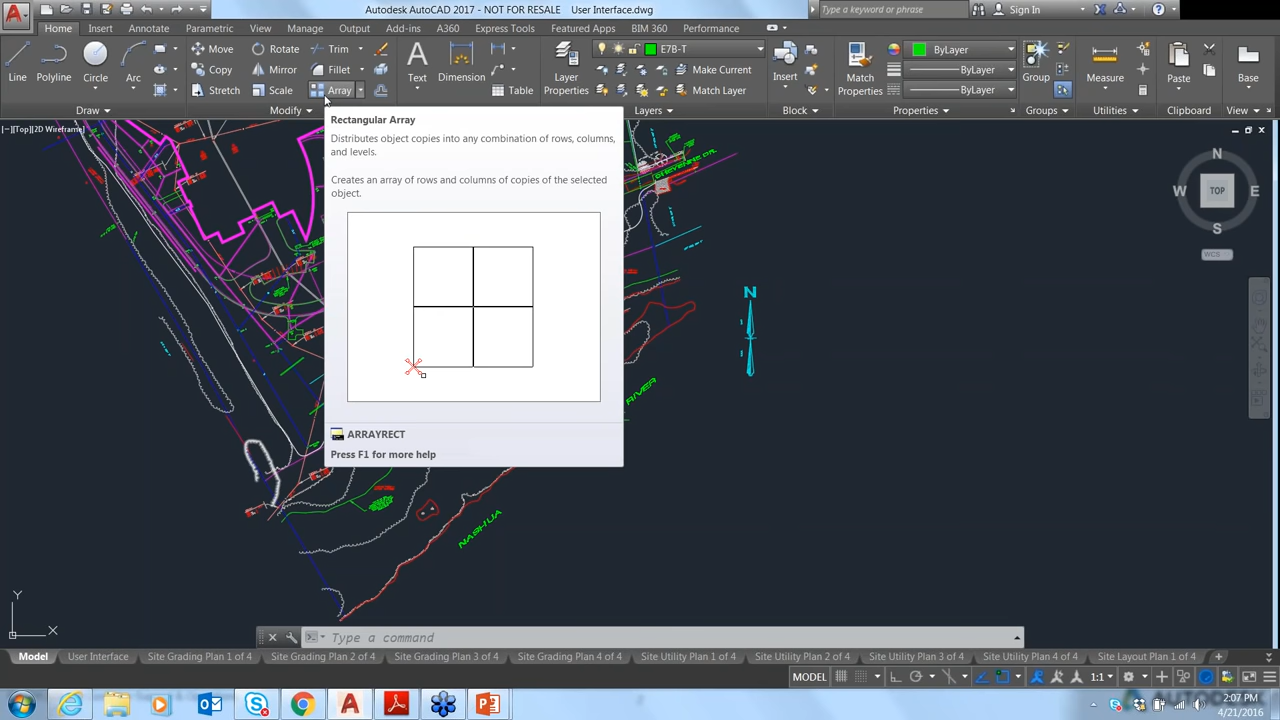 Autodesk AutoCAD 2017 - NOT FOR RESALE User Interface.dwg
Type a keyword or phrase
Sign In
Home Insert Annotate Parametric View Manage Output Add-ins A360 Express Tools Featured Apps BIM 360 Performance
Line Polyline Circle Arc
Move Rotate Trim
Copy Mirror Fillet
Stretch Scale Array
Text Dimension Table
Layer Properties
E7B-T
Make Current
Match Layer
Insert
Match Properties
ByLayer
ByLayer
ByLayer
Group Measure Paste Base
Draw Modify Layers Block Properties Groups Utilities Clipboard View
[−][Top][2D Wireframe]
Rectangular Array
Distributes object copies into any combination of rows, columns,
and levels.
Creates an array of rows and columns of copies of the selected
object.
ARRAYRECT
Press F1 for more help
N
W TOP E
S
WCS
N
RIVER
NASHUA
Y
X
Type a command
Model User Interface Site Grading Plan 1 of 4 Site Grading Plan 2 of 4 Site Grading Plan 3 of 4 Site Grading Plan 4 of 4 Site Utility Plan 1 of 4 Site Utility Plan 2 of 4 Site Utility Plan 3 of 4 Site Utility Plan 4 of 4 Site Layout Plan 1 of 4
MODEL 1:1
2:07 PM
4/21/2016